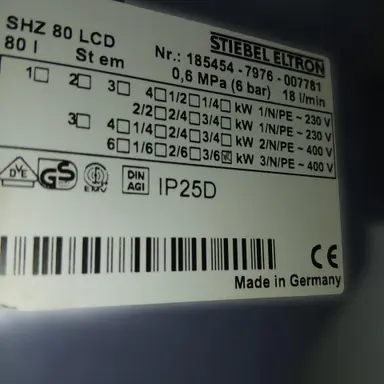 SHZ 80 LCD STIEBEL ELTRON
80 l St em Nr.: 185454 - 7976 - 007781
0,6 MPa (6 bar) 18 l/min
1☐ 2☐ 3☐ 4☐ 1/2☐ 1/4☐ kW 1/N/PE ~ 230 V
2/2☐ 2/4☐ 3/4☐ kW 1/N/PE ~ 230 V
3☐ 4☐ 1/4☐ 2/4☐ 3/4☐ kW 2/N/PE ~ 400 V
6☐ 1/6☐ 2/6☐ 3/6☒ kW 3/N/PE ~ 400 V
DVE GS EMV DIN AGI IP25D
CE
Made in Germany